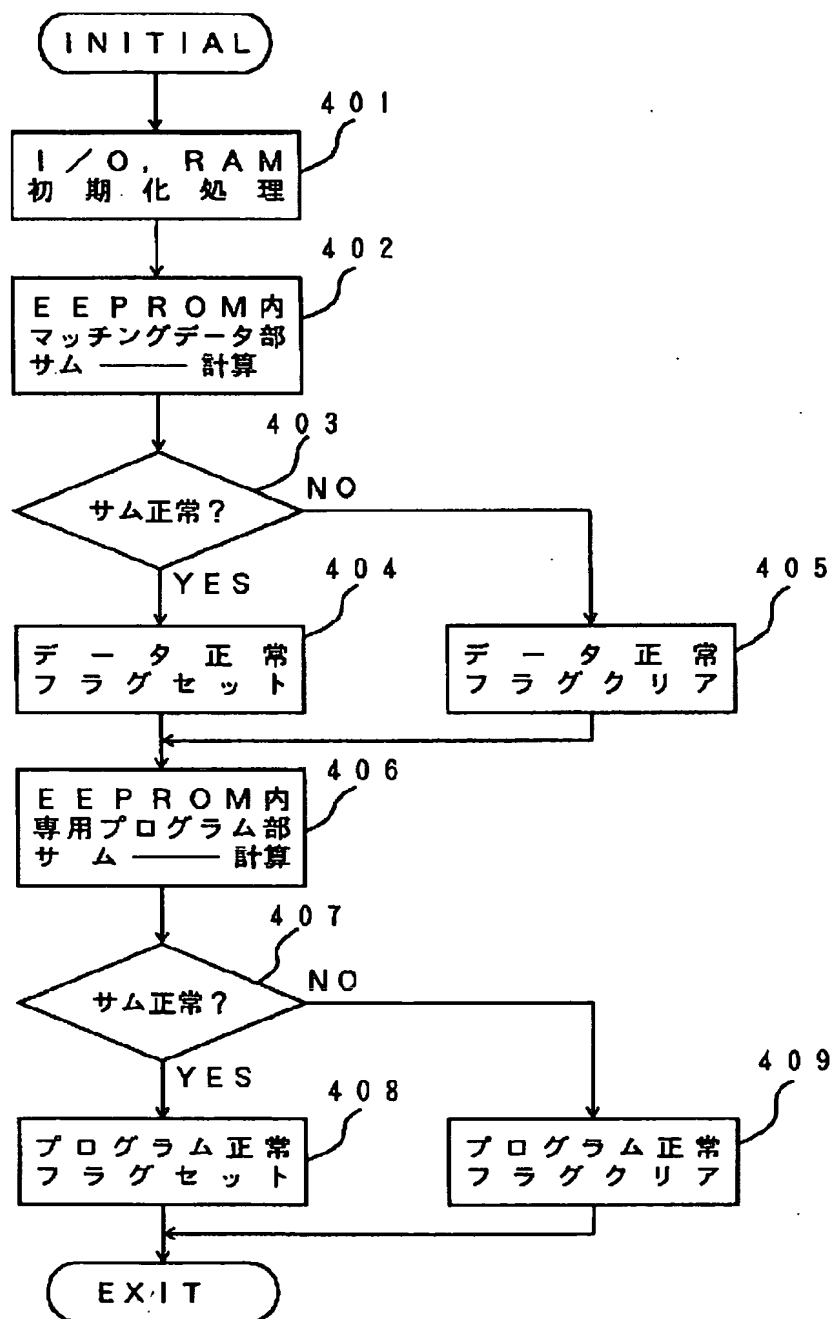 INITIAL
401
I/O, RAM
初期化処理
402
EEPROM内
マッチングデータ部
サム ─── 計算
403
サム正常?
NO
YES
404
データ正常
フラグセット
405
データ正常
フラグクリア
406
EEPROM内
専用プログラム部
サム ─── 計算
407
サム正常?
NO
YES
408
プログラム正常
フラグセット
409
プログラム正常
フラグクリア
EXIT